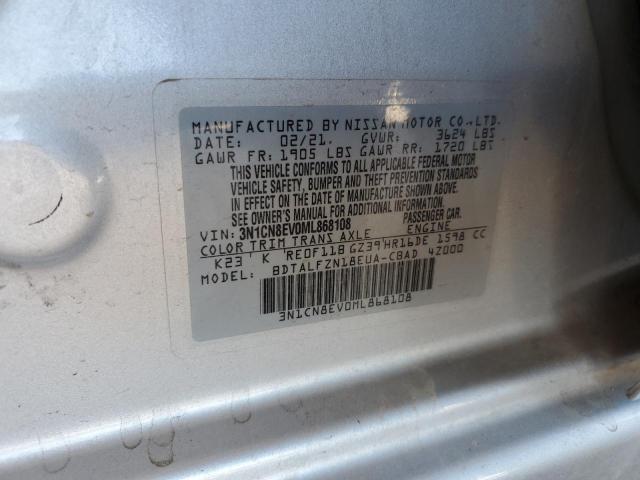 MANUFACTURED BY NISSAN MOTOR CO.,LTD.
DATE: 02/21. GVWR: 3624 LBS
GAWR FR: 1905 LBS GAWR RR: 1720 LBS
THIS VEHICLE CONFORMS TO ALL APPLICABLE FEDERAL MOTOR
VEHICLE SAFETY, BUMPER AND THEFT PREVENTION STANDARDS
IN EFFECT ON THE DATE OF MANUFACTURE SHOWN ABOVE.
SEE OWNER'S MANUAL FOR ADDITIONAL INFORMATION.
VIN: 3N1CN8EV0ML868108 PASSENGER CAR.
COLOR TRIM TRANS AXLE ENGINE
K23 K RE0F11B GZ39 HR16DE 1598 CC
MODEL: BDTALFZN18EUA-CBAD 4Z000
3N1CN8EV0ML868108